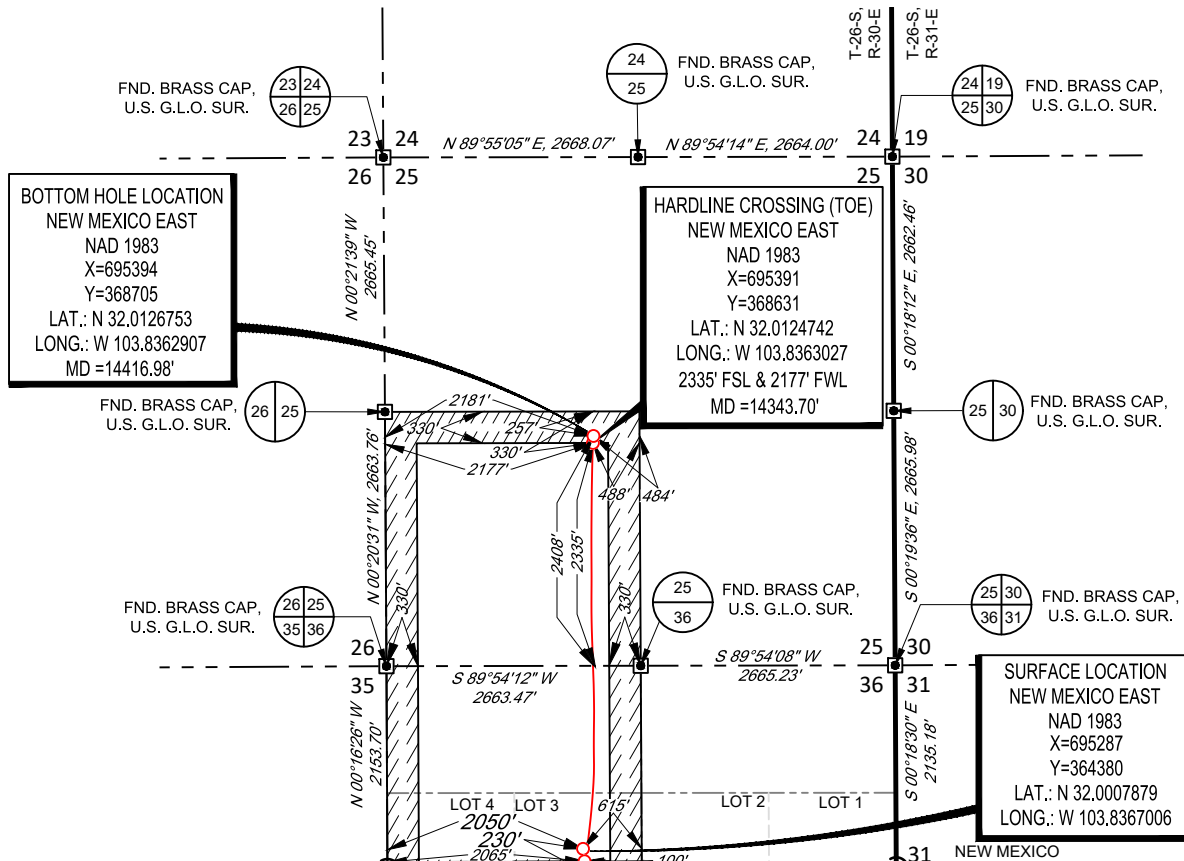 T-26-S,
R-30-E
T-26-S,
R-31-E
FND. BRASS CAP,
U.S. G.L.O. SUR.
23 24
26 25
24
25
FND. BRASS CAP,
U.S. G.L.O. SUR.
24 19
25 30
FND. BRASS CAP,
U.S. G.L.O. SUR.
23 24
26 25
N 89°55'05" E, 2668.07'
N 89°54'14" E, 2664.00'
24 19
25 30
BOTTOM HOLE LOCATION
NEW MEXICO EAST
NAD 1983
X=695394
Y=368705
LAT.: N 32.0126753
LONG.: W 103.8362907
MD =14416.98'
N 00°21'39" W
2665.45'
HARDLINE CROSSING (TOE)
NEW MEXICO EAST
NAD 1983
X=695391
Y=368631
LAT.: N 32.0124742
LONG.: W 103.8363027
2335' FSL & 2177' FWL
MD =14343.70'
S 00°18'12" E, 2662.46'
FND. BRASS CAP,
U.S. G.L.O. SUR.
26 25
25 30
FND. BRASS CAP,
U.S. G.L.O. SUR.
2181'
330'
257'
330'
2177'
488'
484'
N 00°20'31" W, 2663.76'
2408'
2335'
S 00°19'36" E, 2665.98'
330'
330'
FND. BRASS CAP,
U.S. G.L.O. SUR.
26 25
35 36
25
36
FND. BRASS CAP,
U.S. G.L.O. SUR.
25 30
36 31
FND. BRASS CAP,
U.S. G.L.O. SUR.
26
35
S 89°54'12" W
2663.47'
S 89°54'08" W
2665.23'
25 30
36 31
N 00°16'26" W
2153.70'
S 00°18'30" E
2135.18'
SURFACE LOCATION
NEW MEXICO EAST
NAD 1983
X=695287
Y=364380
LAT.: N 32.0007879
LONG.: W 103.8367006
LOT 4
LOT 3
LOT 2
LOT 1
615'
2050'
230'
2065'
100'
31
NEW MEXICO